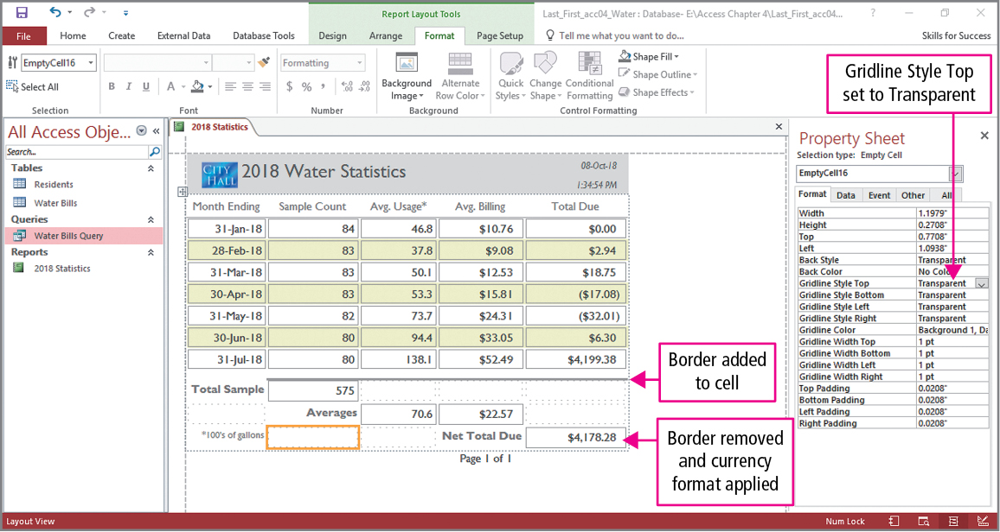 Report Layout Tools
Last_First_acc04_Water : Database- E:\Access Chapter 4\Last_First_acc04...
?
File Home Create External Data Database Tools Design Arrange Format Page Setup Tell me what you want to do... Skills for Success
EmptyCell16
Select All
Selection
B I U A
Font
Formatting
$ % ,
Number
Background Image
Alternate Row Color
Background
Quick Styles
Change Shape
Conditional Formatting
Shape Fill
Shape Outline
Shape Effects
Control Formatting
Gridline Style Top
set to Transparent
All Access Obje...
Search...
Tables
Residents
Water Bills
Queries
Water Bills Query
Reports
2018 Statistics
2018 Statistics
CITY
HALL
2018 Water Statistics
08-Oct-18
1:34:54 PM
Month Ending Sample Count Avg. Usage* Avg. Billing Total Due
31-Jan-18 84 46.8 $10.76 $0.00
28-Feb-18 83 37.8 $9.08 $2.94
31-Mar-18 83 50.1 $12.53 $18.75
30-Apr-18 83 53.3 $15.81 ($17.08)
31-May-18 82 73.7 $24.31 ($32.01)
30-Jun-18 80 94.4 $33.05 $6.30
31-Jul-18 80 138.1 $52.49 $4,199.38
Total Sample 575
Averages 70.6 $22.57
*100's of gallons Net Total Due $4,178.28
Page 1 of 1
Border added
to cell
Border removed
and currency
format applied
Property Sheet
Selection type: Empty Cell
EmptyCell16
Format Data Event Other All
Width 1.1979"
Height 0.2708"
Top 0.7708"
Left 1.0938"
Back Style Transparent
Back Color No Color
Gridline Style Top Transparent
Gridline Style Bottom Transparent
Gridline Style Left Transparent
Gridline Style Right Transparent
Gridline Color Background 1, Da
Gridline Width Top 1 pt
Gridline Width Bottom 1 pt
Gridline Width Left 1 pt
Gridline Width Right 1 pt
Top Padding 0.0208"
Bottom Padding 0.0208"
Left Padding 0.0208"
Right Padding 0.0208"
Layout View
Num Lock